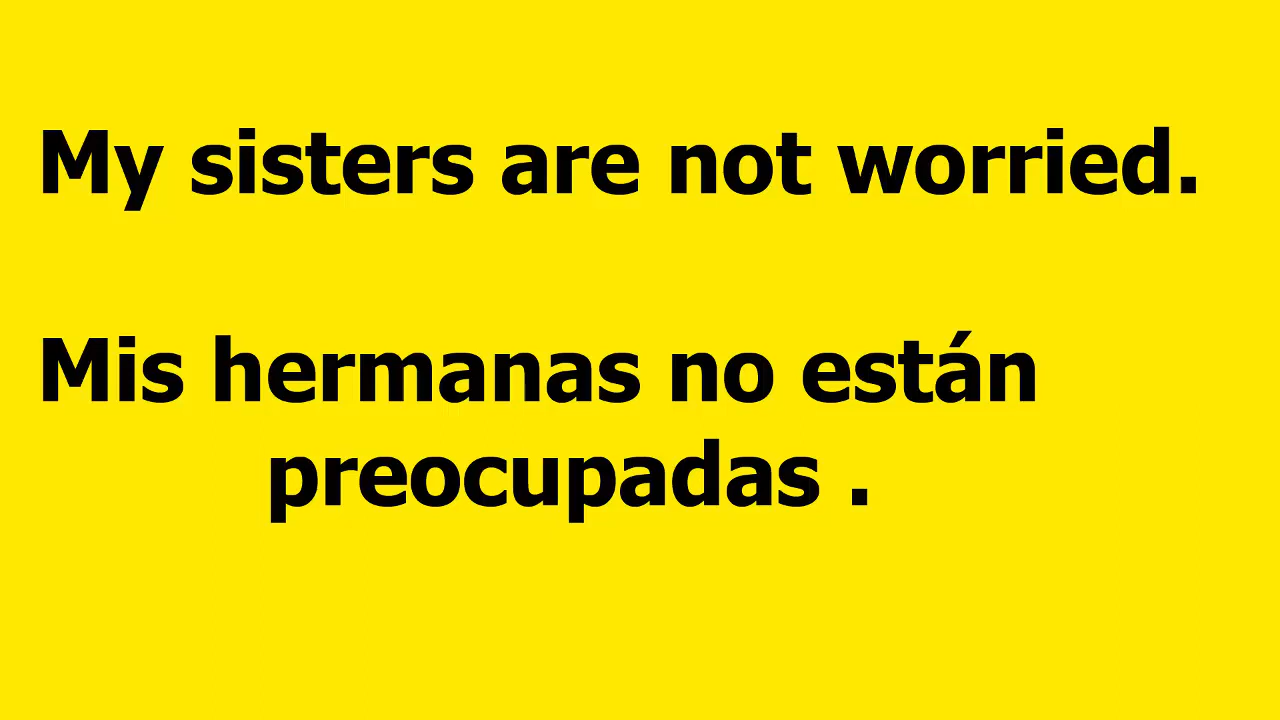 My sisters are not worried.
Mis hermanas no están
preocupadas .